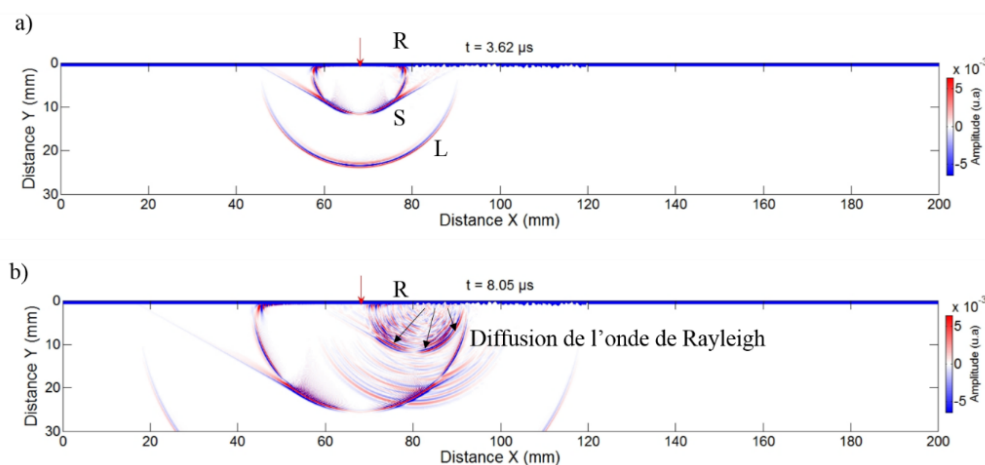 a)
R
t = 3.62 µs
0
10
20
30
Distance Y (mm)
S
L
0 20 40 60 80 100 120 140 160 180 200
Distance X (mm)
x 10⁻³
5
0
-5
Amplitude (u.a)
b)
R
t = 8.05 µs
0
10
20
30
Distance Y (mm)
Diffusion de l’onde de Rayleigh
0 20 40 60 80 100 120 140 160 180 200
Distance X (mm)
x 10⁻³
5
0
-5
Amplitude (u.a)